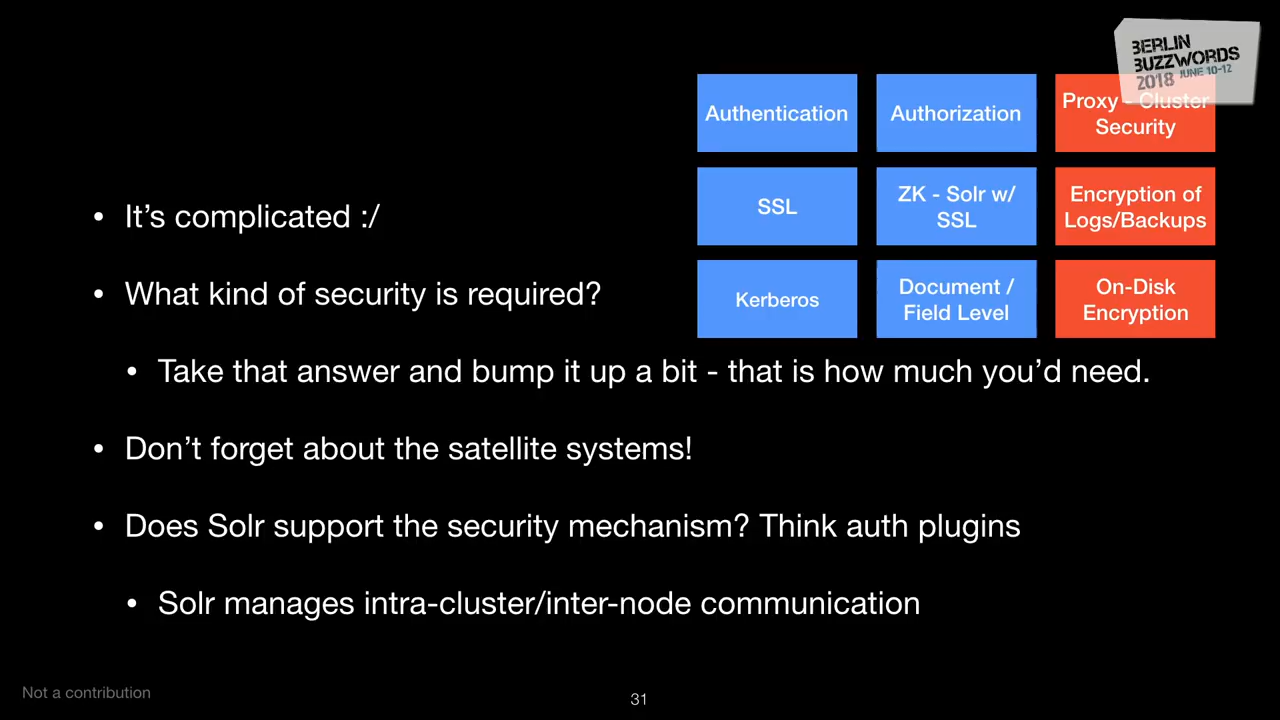 BERLIN
BUZZWORDS
2018 JUNE 10-12
Authentication
Authorization
Proxy - Cluster
Security
SSL
ZK - Solr w/
SSL
Encryption of
Logs/Backups
Kerberos
Document /
Field Level
On-Disk
Encryption
• It’s complicated :/
• What kind of security is required?
• Take that answer and bump it up a bit - that is how much you’d need.
• Don’t forget about the satellite systems!
• Does Solr support the security mechanism? Think auth plugins
• Solr manages intra-cluster/inter-node communication
Not a contribution
31